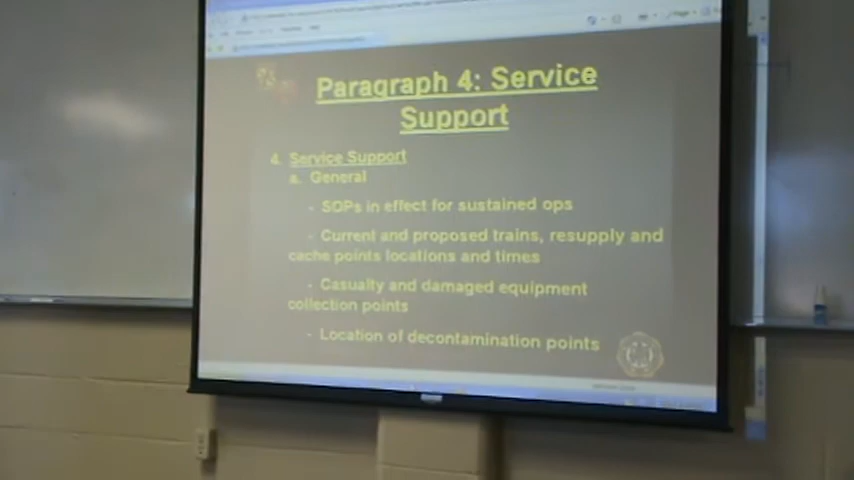 Paragraph 4: Service
Support
4. Service Support
a. General
- SOPs in effect for sustained ops
- Current and proposed trains, resupply and
cache points locations and times
- Casualty and damaged equipment
collection points
- Location of decontamination points